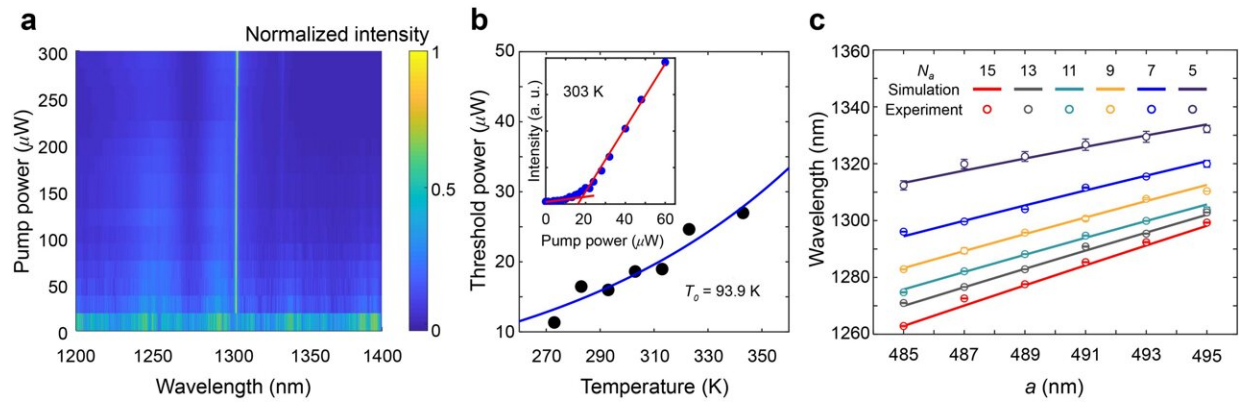 a
Normalized intensity
300
250
200
150
100
50
0
Pump power (μW)
1200 1250 1300 1350 1400
Wavelength (nm)
1
0.5
0
b
50
40
30
20
10
Threshold power (μW)
270 290 310 330 350
Temperature (K)
T0 = 93.9 K
303 K
Intensity (a. u.)
0 20 40 60
Pump power (μW)
c
1360
1340
1320
1300
1280
1260
Wavelength (nm)
Na 15 13 11 9 7 5
Simulation
Experiment
485 487 489 491 493 495
a (nm)